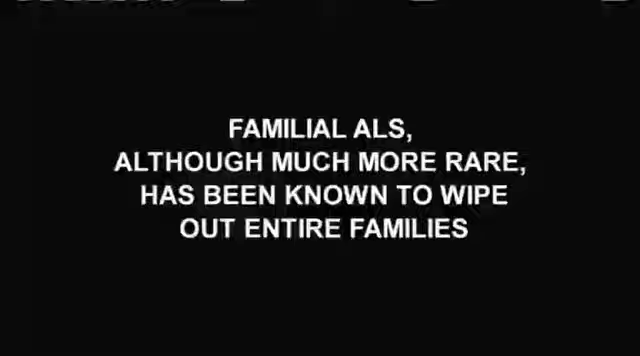 FAMILIAL ALS,
ALTHOUGH MUCH MORE RARE,
HAS BEEN KNOWN TO WIPE
OUT ENTIRE FAMILIES